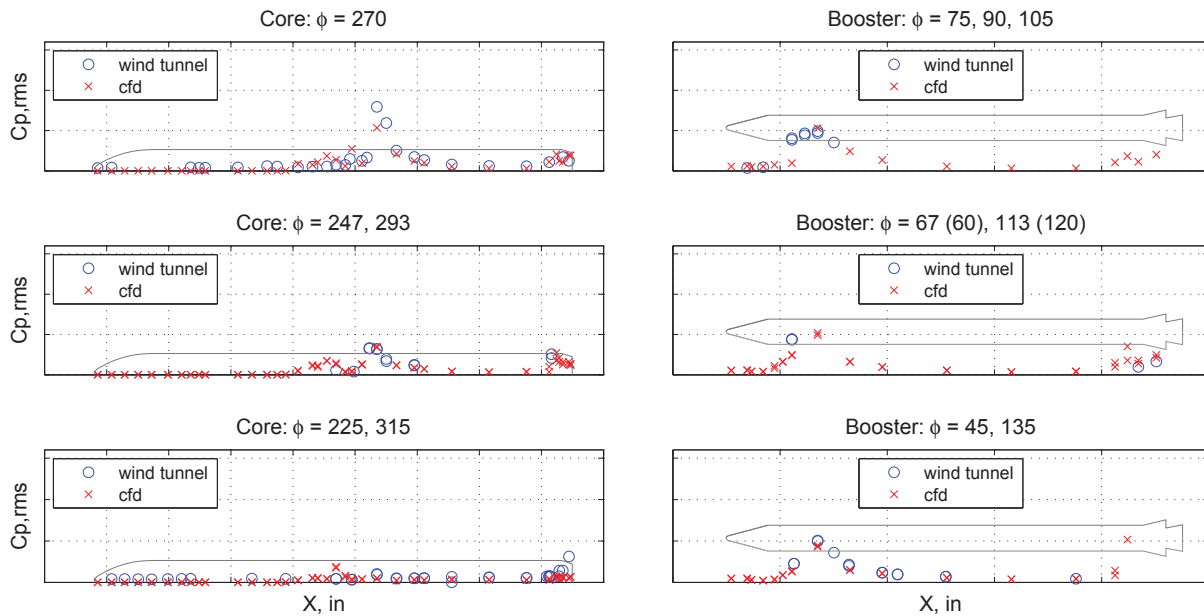 Core: ϕ = 270
wind tunnel
cfd
Cp,rms
Booster: ϕ = 75, 90, 105
wind tunnel
cfd
Core: ϕ = 247, 293
wind tunnel
cfd
Cp,rms
Booster: ϕ = 67 (60), 113 (120)
wind tunnel
cfd
Core: ϕ = 225, 315
wind tunnel
cfd
Cp,rms
X, in
Booster: ϕ = 45, 135
wind tunnel
cfd
X, in